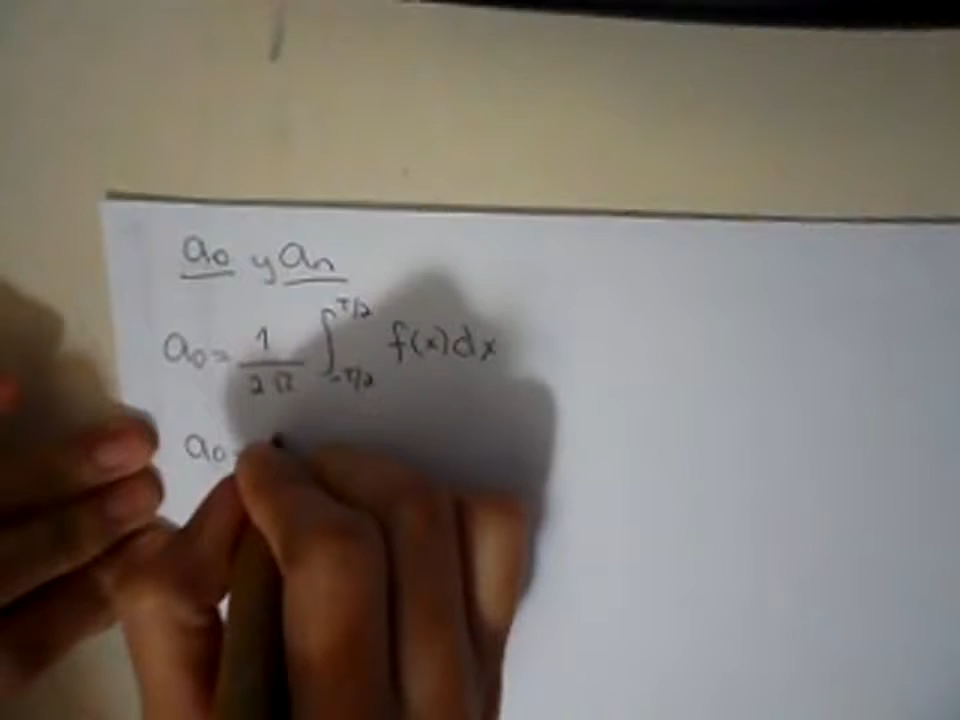 a₀ y aₙ
a₀ = 1/2π ∫_{-T/2}^{T/2} f(x)dx
a₀ =